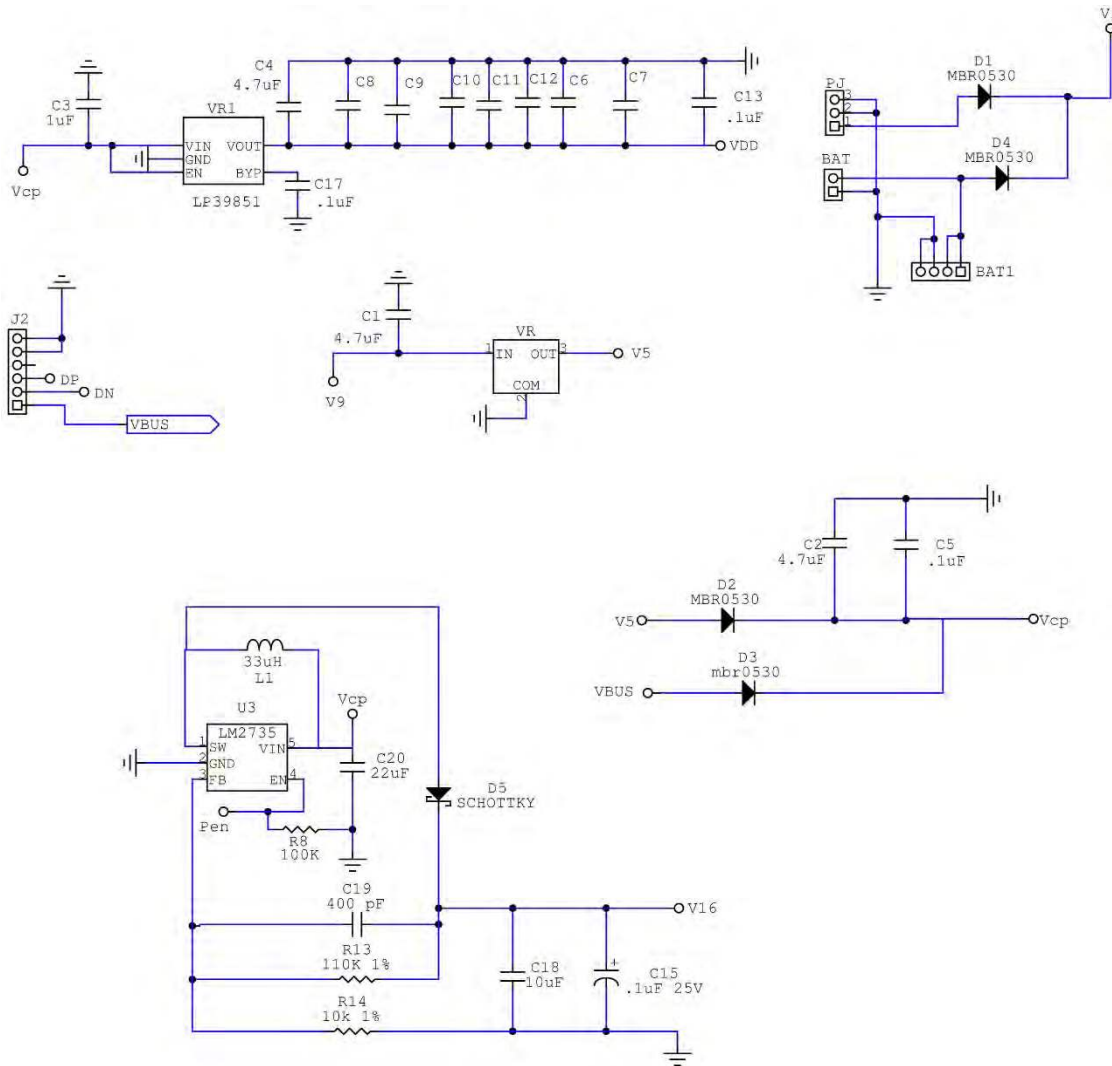 V
C4
4.7uF
C8
C9
C10
C11
C12
C6
C7
C3
1uF
C13
.1uF
D1
MBR0530
PJ
3
2
1
VR1
VIN
GND
EN
VOUT
BYP
LP39851
VDD
Vcp
C17
.1uF
D4
MBR0530
BAT
BAT1
J2
DP
DN
VBUS
C1
4.7uF
VR
1
IN
OUT
3
COM
2
V5
V9
C2
4.7uF
C5
.1uF
D2
MBR0530
V5
Vcp
D3
mbr0530
VBUS
33uH
L1
U3
LM2735
1
SW
VIN
5
2
GND
3
FB
EN
4
Vcp
C20
22uF
D5
SCHOTTKY
Pen
R8
100K
C19
400 pF
V16
R13
110K 1%
C18
10uF
+
C15
.1uF 25V
R14
10k 1%